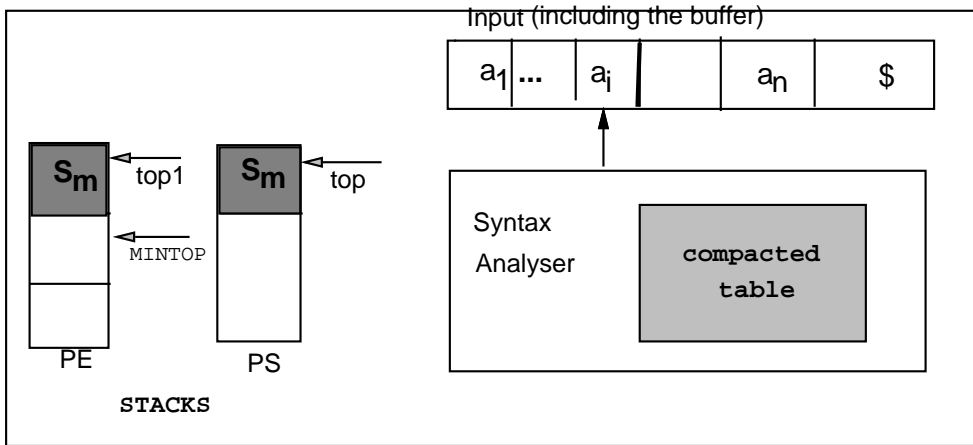 Input (including the buffer)
a1 ... ai an $
Sm Sm
top1 top
MINTOP
PE PS
STACKS
Syntax
Analyser
compacted
table